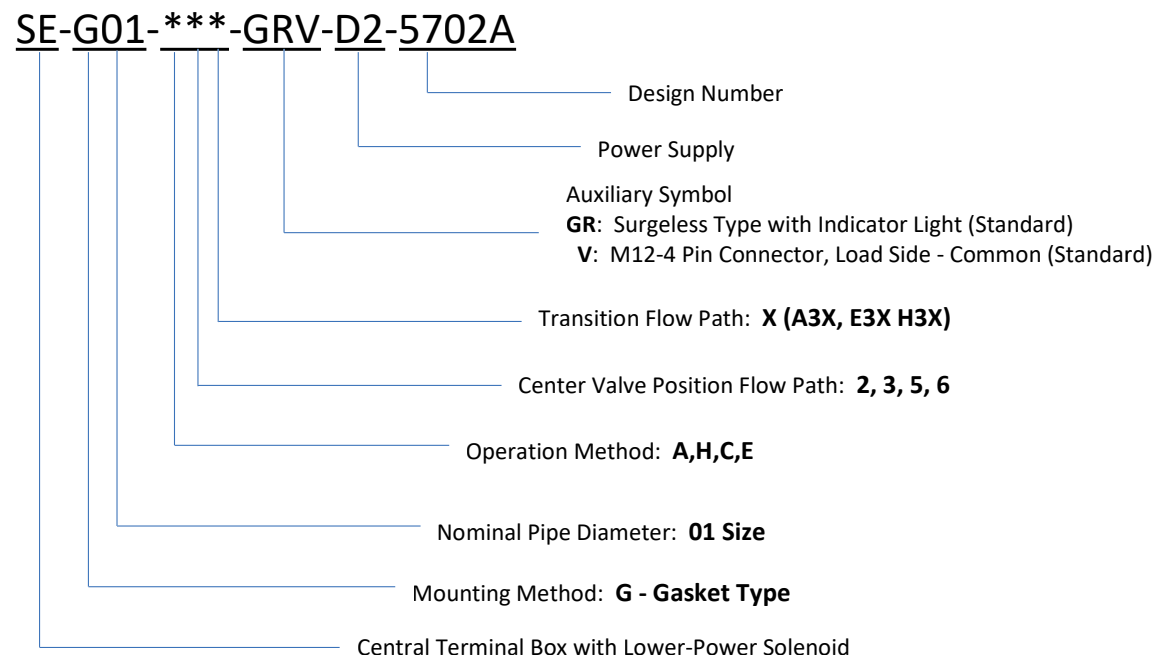 SE-G01-***-GRV-D2-5702A
Design Number
Power Supply
Auxiliary Symbol
GR: Surgeless Type with Indicator Light (Standard)
V: M12-4 Pin Connector, Load Side - Common (Standard)
Transition Flow Path: X (A3X, E3X H3X)
Center Valve Position Flow Path: 2, 3, 5, 6
Operation Method: A,H,C,E
Nominal Pipe Diameter: 01 Size
Mounting Method: G - Gasket Type
Central Terminal Box with Lower-Power Solenoid